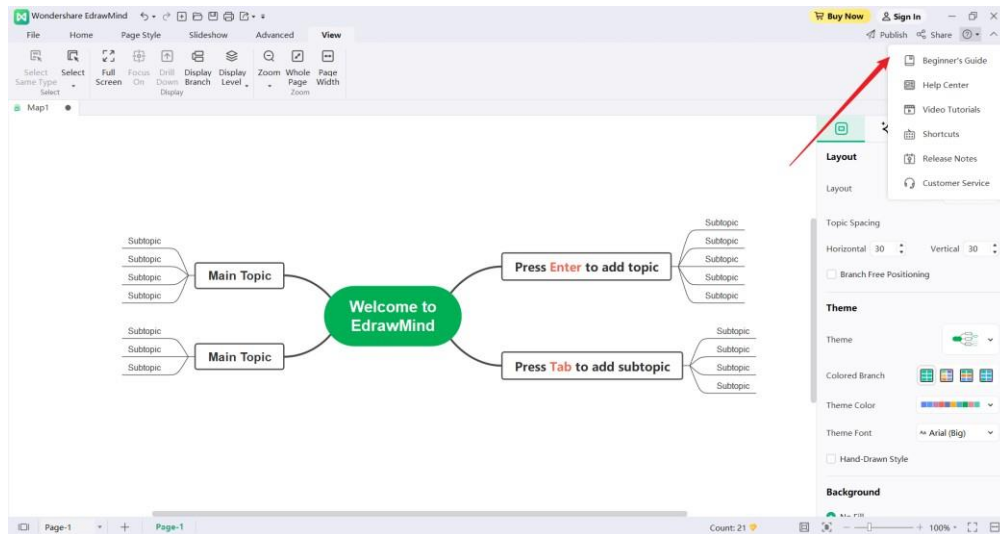 Wondershare EdrawMind
Buy Now
Sign In
File Home Page Style Slideshow Advanced View
Publish Share
Select Same Type
Select
Full Screen
Focus On
Drill Down
Display Branch
Display Level
Zoom
Whole Page
Page Width
Select Display Zoom
Map1
Beginner's Guide
Help Center
Video Tutorials
Shortcuts
Release Notes
Customer Service
Layout
Layout
Topic Spacing
Horizontal 30 Vertical 30
Branch Free Positioning
Theme
Theme
Colored Branch
Theme Color
Theme Font Aa Arial (Big)
Hand-Drawn Style
Background
No Fill
Subtopic
Subtopic
Subtopic
Subtopic
Main Topic
Subtopic
Subtopic
Subtopic
Main Topic
Welcome to
EdrawMind
Press Enter to add topic
Subtopic
Subtopic
Subtopic
Subtopic
Subtopic
Press Tab to add subtopic
Subtopic
Subtopic
Subtopic
Subtopic
Page-1 Page-1 Count: 21 100%